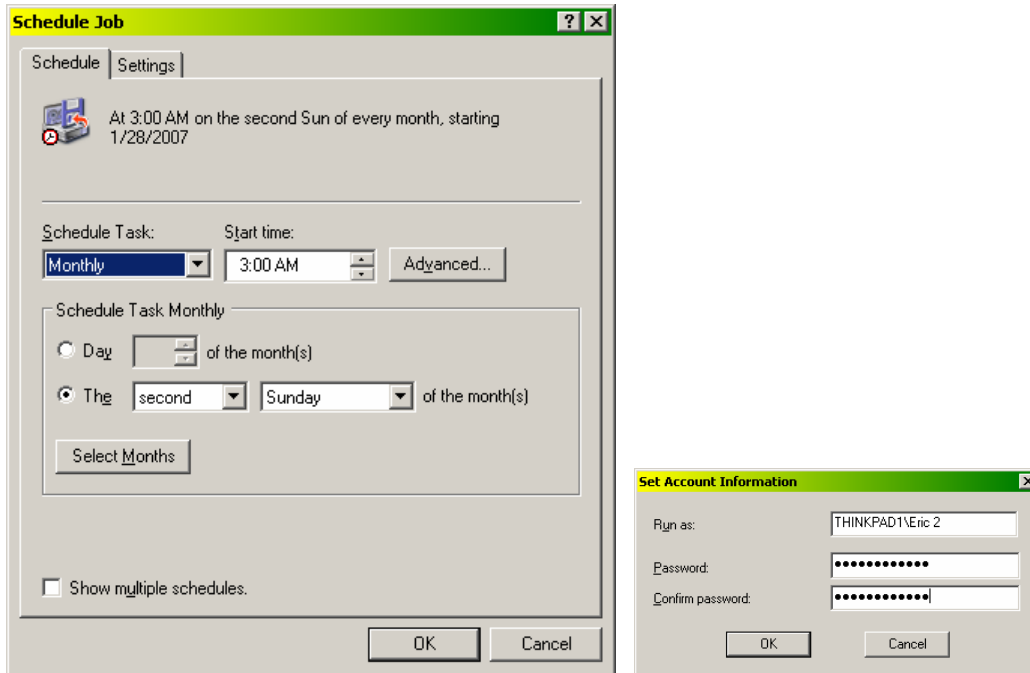 Schedule Job
Schedule
Settings
At 3:00 AM on the second Sun of every month, starting
1/28/2007
Schedule Task:
Start time:
Monthly
3:00 AM
Advanced...
Schedule Task Monthly
Day
of the month(s)
The
second
Sunday
of the month(s)
Select Months
Show multiple schedules.
OK
Cancel
Set Account Information
Run as:
THINKPAD1\Eric 2
Password:
••••••••••••
Confirm password:
••••••••••••
OK
Cancel